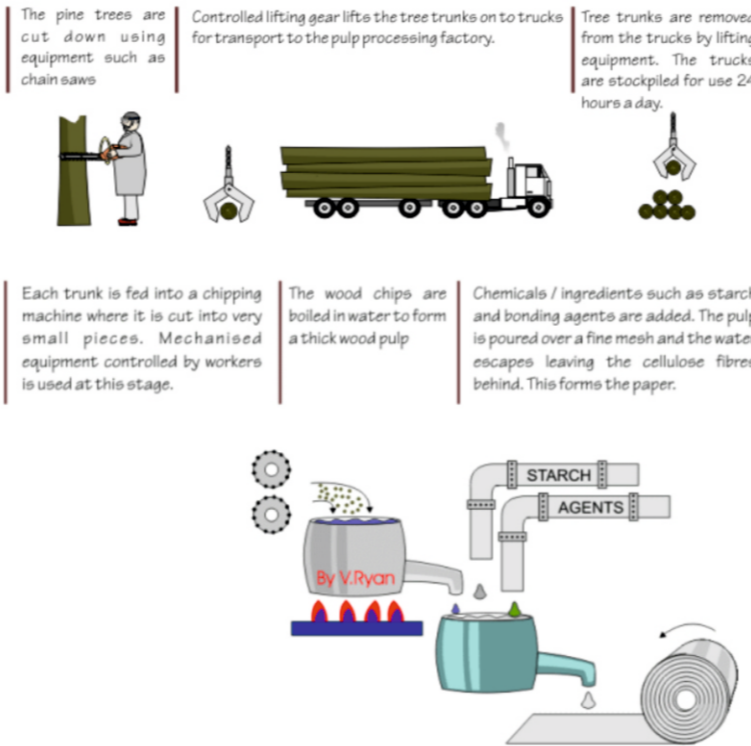 The pine trees are
cut down using
equipment such as
chain saws
Controlled lifting gear lifts the tree trunks on to trucks
for transport to the pulp processing factory.
Tree trunks are removed
from the trucks by lifting
equipment. The trucks
are stockpiled for use 24
hours a day.
Each trunk is fed into a chipping
machine where it is cut into very
small pieces. Mechanised
equipment controlled by workers
is used at this stage.
The wood chips are
boiled in water to form
a thick wood pulp
Chemicals / ingredients such as starch
and bonding agents are added. The pulp
is poured over a fine mesh and the water
escapes leaving the cellulose fibres
behind. This forms the paper.
STARCH
AGENTS
By V.Ryan